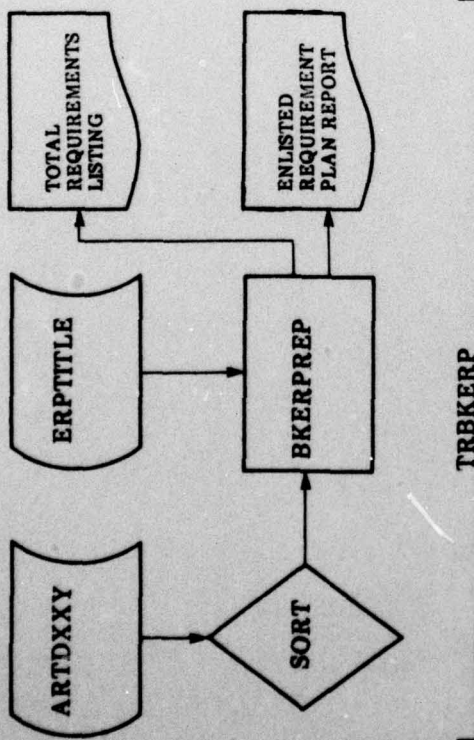 ARTDXXY
ERPTITLE
TOTAL
REQUIREMENTS
LISTING
SORT
BKERPREP
ENLISTED
REQUIREMENT
PLAN REPORT
TRBKERP